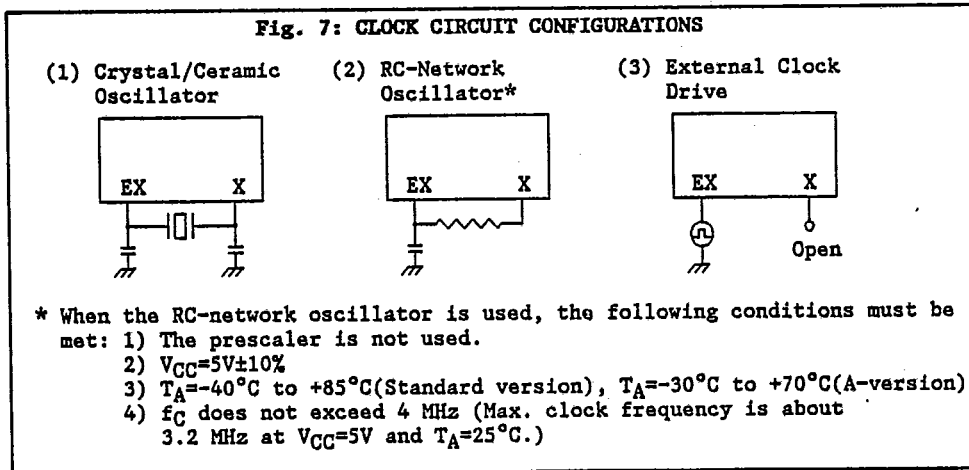 Fig. 7: CLOCK CIRCUIT CONFIGURATIONS
(1) Crystal/Ceramic
Oscillator
EX X
(2) RC-Network
Oscillator*
EX X
(3) External Clock
Drive
EX X
Open
* When the RC-network oscillator is used, the following conditions must be
met: 1) The prescaler is not used.
2) VCC=5V±10%
3) TA=-40°C to +85°C(Standard version), TA=-30°C to +70°C(A-version)
4) fC does not exceed 4 MHz (Max. clock frequency is about
3.2 MHz at VCC=5V and TA=25°C.)